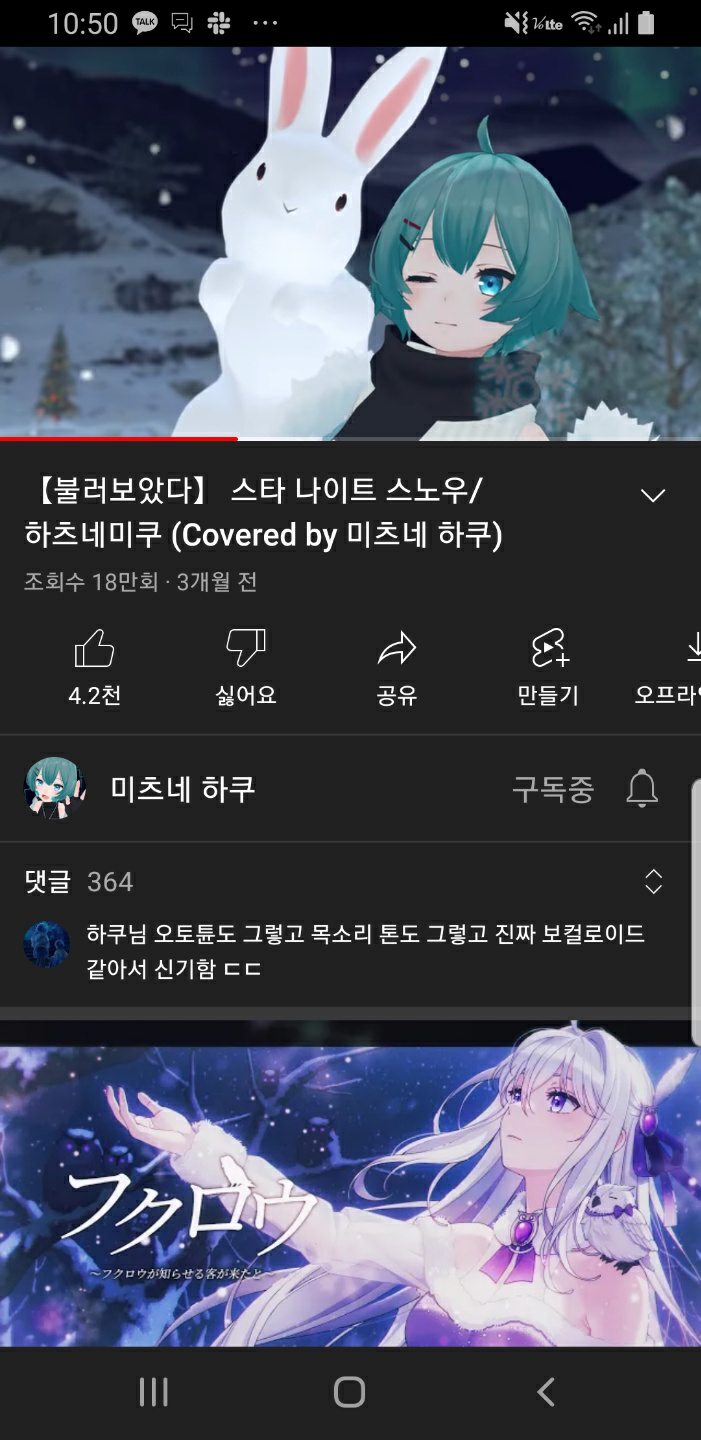 10:50
TALK
VoLte
【불러보았다】 스타 나이트 스노우/
하츠네미쿠 (Covered by 미츠네 하쿠)
조회수 18만회 · 3개월 전
4.2천 싫어요 공유 만들기 오프라
미츠네 하쿠 구독중
댓글 364
하쿠님 오토튠도 그렇고 목소리 톤도 그렇고 진짜 보컬로이드
같아서 신기함 ㄷㄷ
フクロウ
～フクロウが知らせる客が来たと～